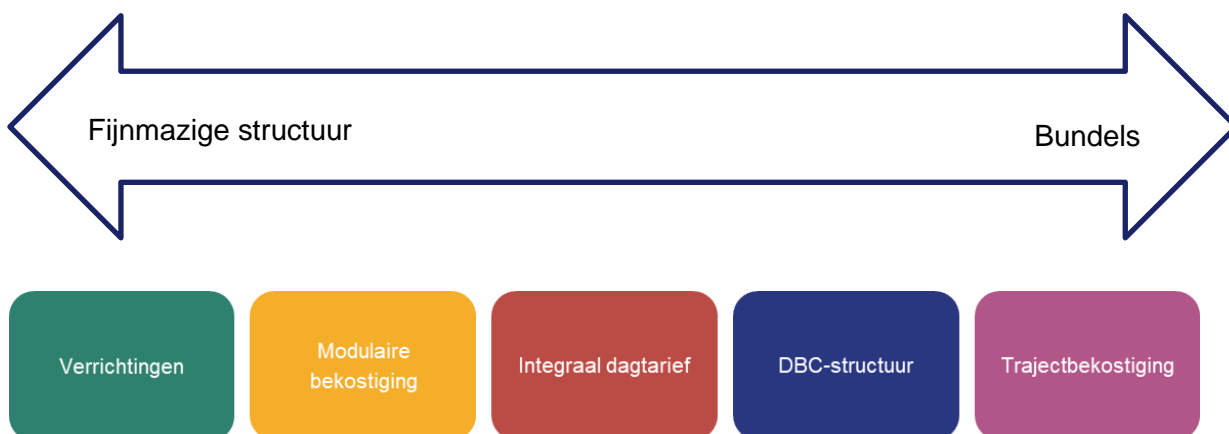 Fijnmazige structuur
Bundels
Verrichtingen
Modulaire
bekostiging
Integraal dagtarief
DBC-structuur
Trajectbekostiging